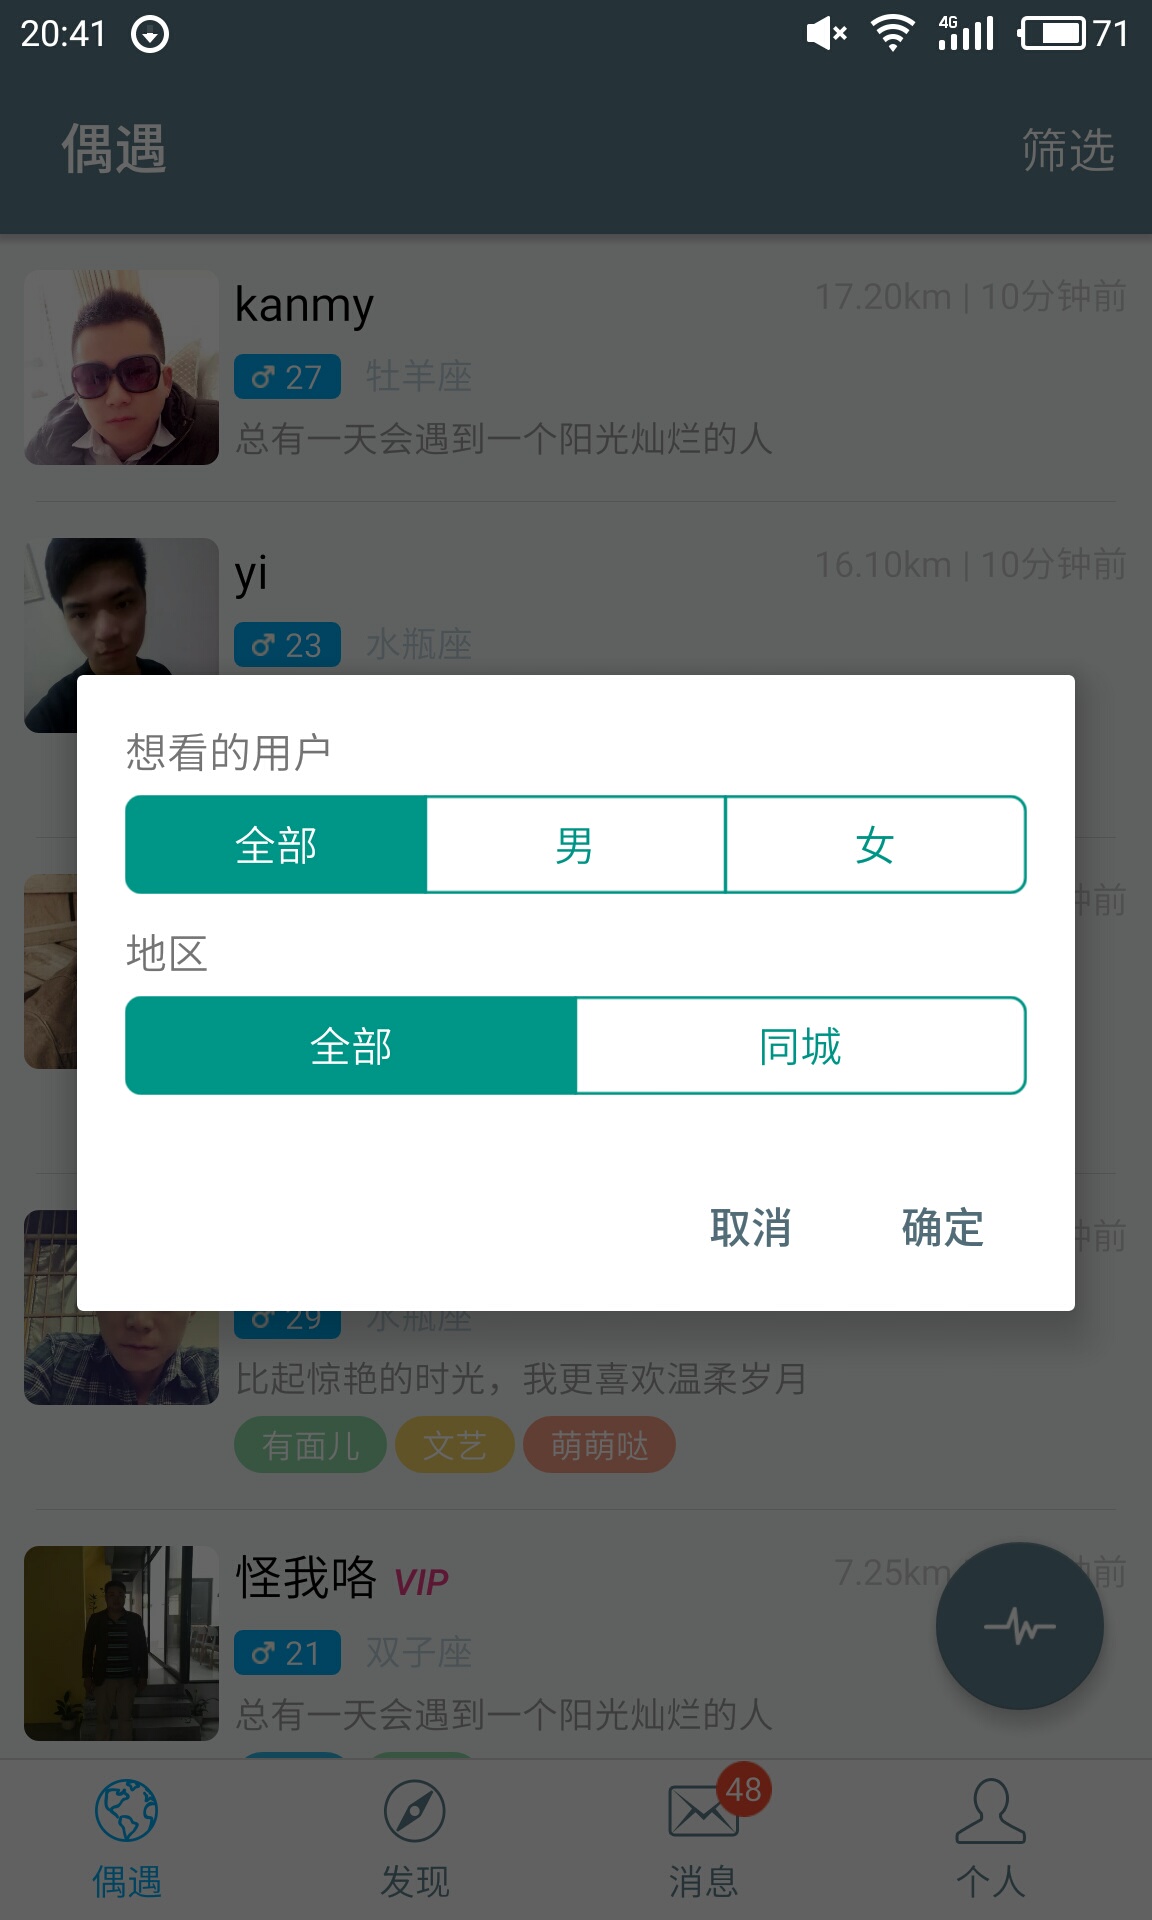 20:41
4G
71
偶遇
筛选
kanmy
17.20km | 10分钟前
27
牡羊座
总有一天会遇到一个阳光灿烂的人
yi
16.10km | 10分钟前
23
水瓶座
想看的用户
全部
男
女
钟前
地区
全部
同城
取消
确定
钟前
29
水瓶座
比起惊艳的时光，我更喜欢温柔岁月
有面儿
文艺
萌萌哒
怪我咯 VIP
7.25km
前
21
双子座
总有一天会遇到一个阳光灿烂的人
偶遇
发现
48
消息
个人